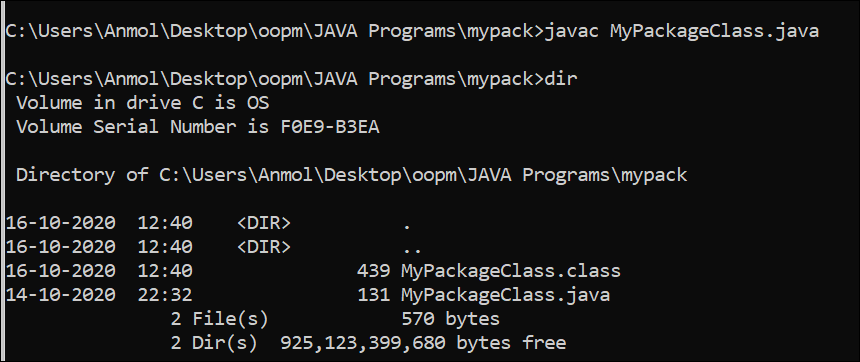 C:\Users\Anmol\Desktop\oopm\JAVA Programs\mypack>javac MyPackageClass.java
C:\Users\Anmol\Desktop\oopm\JAVA Programs\mypack>dir
Volume in drive C is OS
Volume Serial Number is F0E9-B3EA
Directory of C:\Users\Anmol\Desktop\oopm\JAVA Programs\mypack
16-10-2020  12:40    <DIR>          .
16-10-2020  12:40    <DIR>          ..
16-10-2020  12:40               439 MyPackageClass.class
14-10-2020  22:32               131 MyPackageClass.java
2 File(s)            570 bytes
2 Dir(s)  925,123,399,680 bytes free